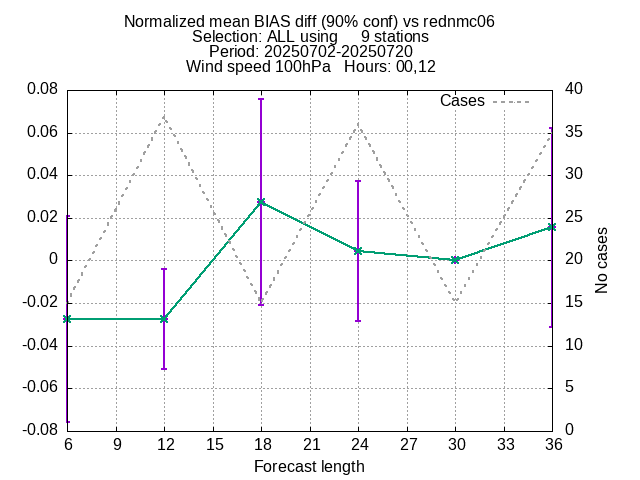 Normalized mean BIAS diff (90% conf) vs rednmc06
Selection: ALL using     9 stations
Period: 20250702-20250720
Wind speed 100hPa   Hours: 00,12
Cases
0.08
0.06
0.04
0.02
0
-0.02
-0.04
-0.06
-0.08
40
35
30
25
20
15
10
5
0
No cases
6 9 12 15 18 21 24 27 30 33 36
Forecast length